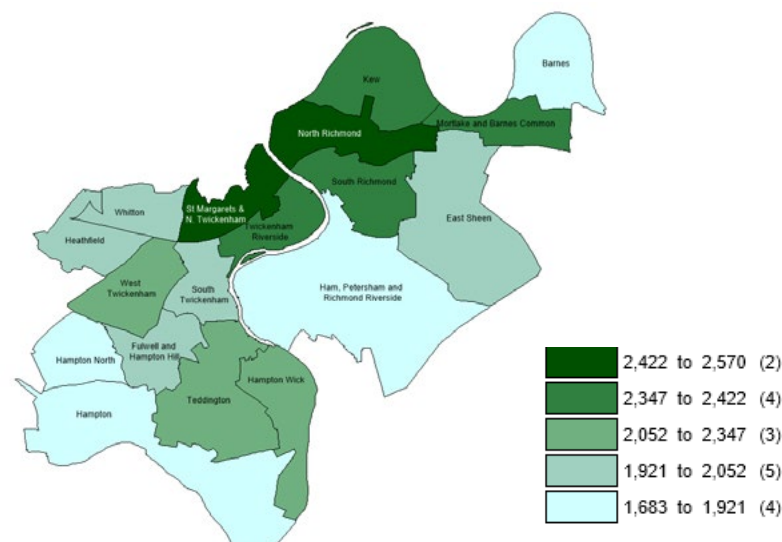 Barnes
Kew
Mortlake and Barnes Common
North Richmond
South Richmond
St Margarets &
N. Twickenham
Whitton
East Sheen
Twickenham
Riverside
Heathfield
West
Twickenham
South
Twickenham
Ham, Petersham and
Richmond Riverside
Fulwell and
Hampton Hill
Hampton North
Hampton Wick
Teddington
Hampton
2,422 to 2,570 (2)
2,347 to 2,422 (4)
2,052 to 2,347 (3)
1,921 to 2,052 (5)
1,683 to 1,921 (4)